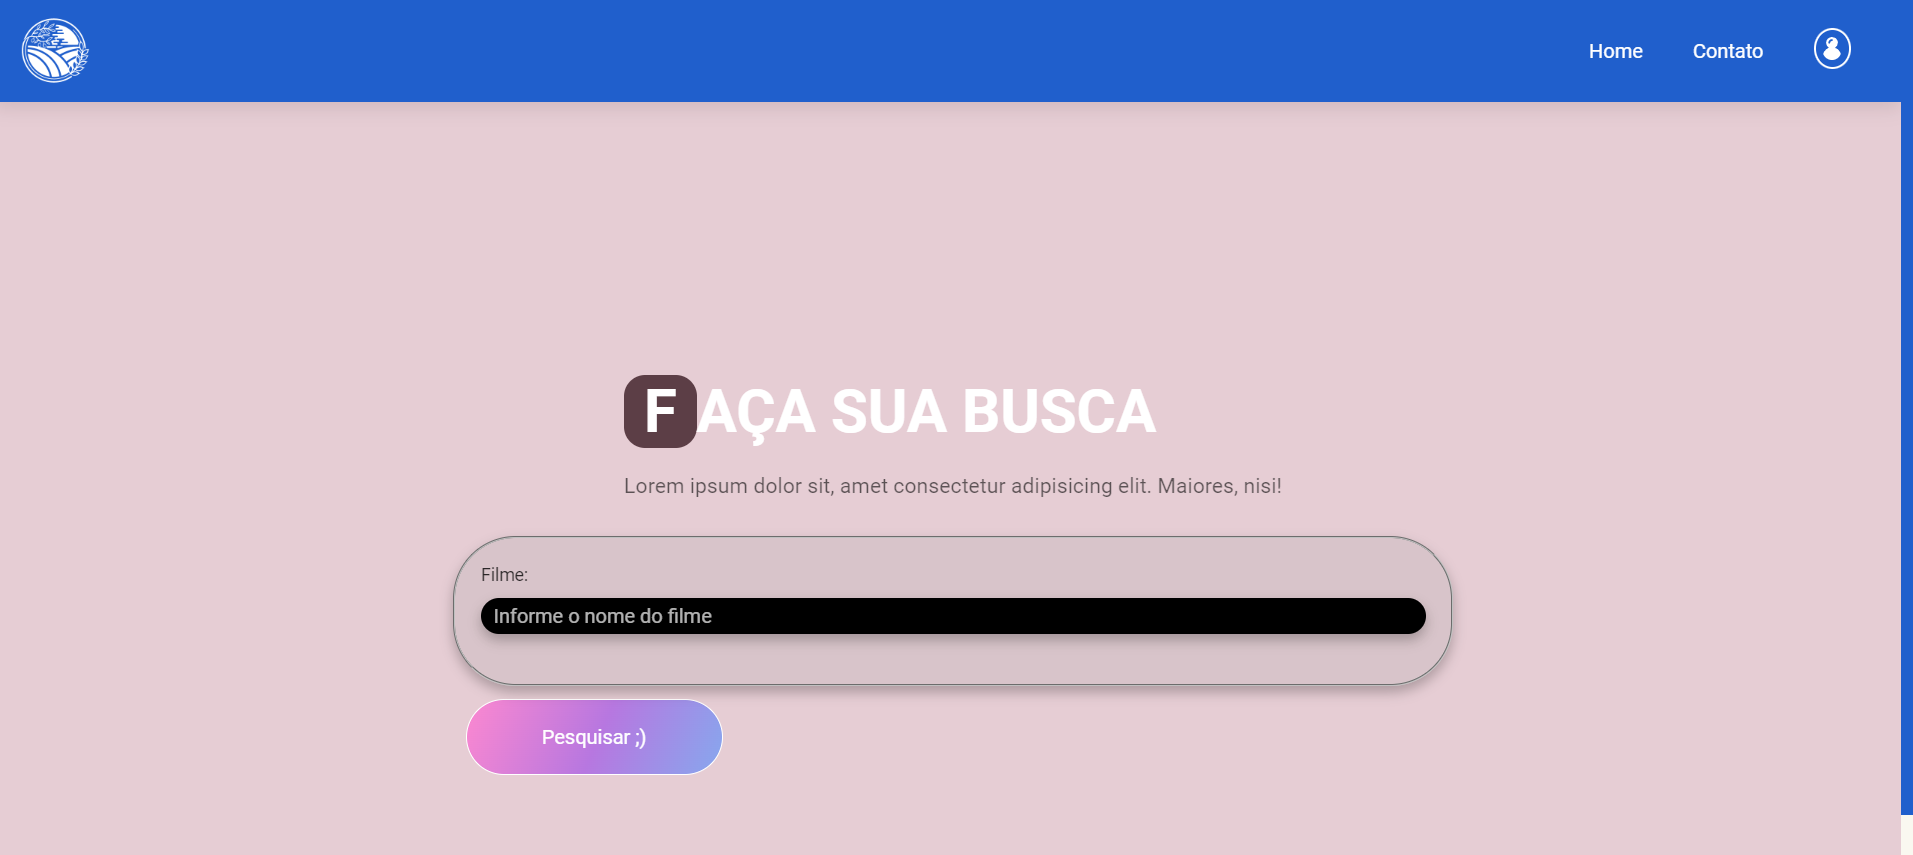 Home Contato
FAÇA SUA BUSCA
Lorem ipsum dolor sit, amet consectetur adipisicing elit. Maiores, nisi!
Filme:
Informe o nome do filme
Pesquisar ;)